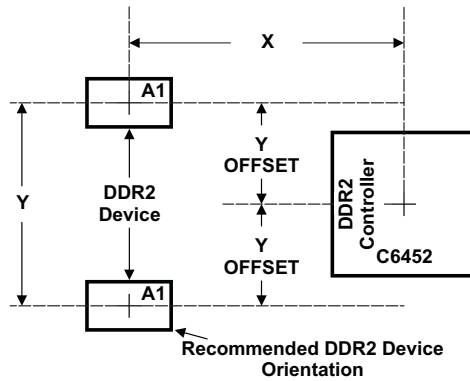 X
A1
Y
OFFSET
DDR2
Device
Y
DDR2
Controller
C6452
Y
OFFSET
A1
Recommended DDR2 Device
Orientation